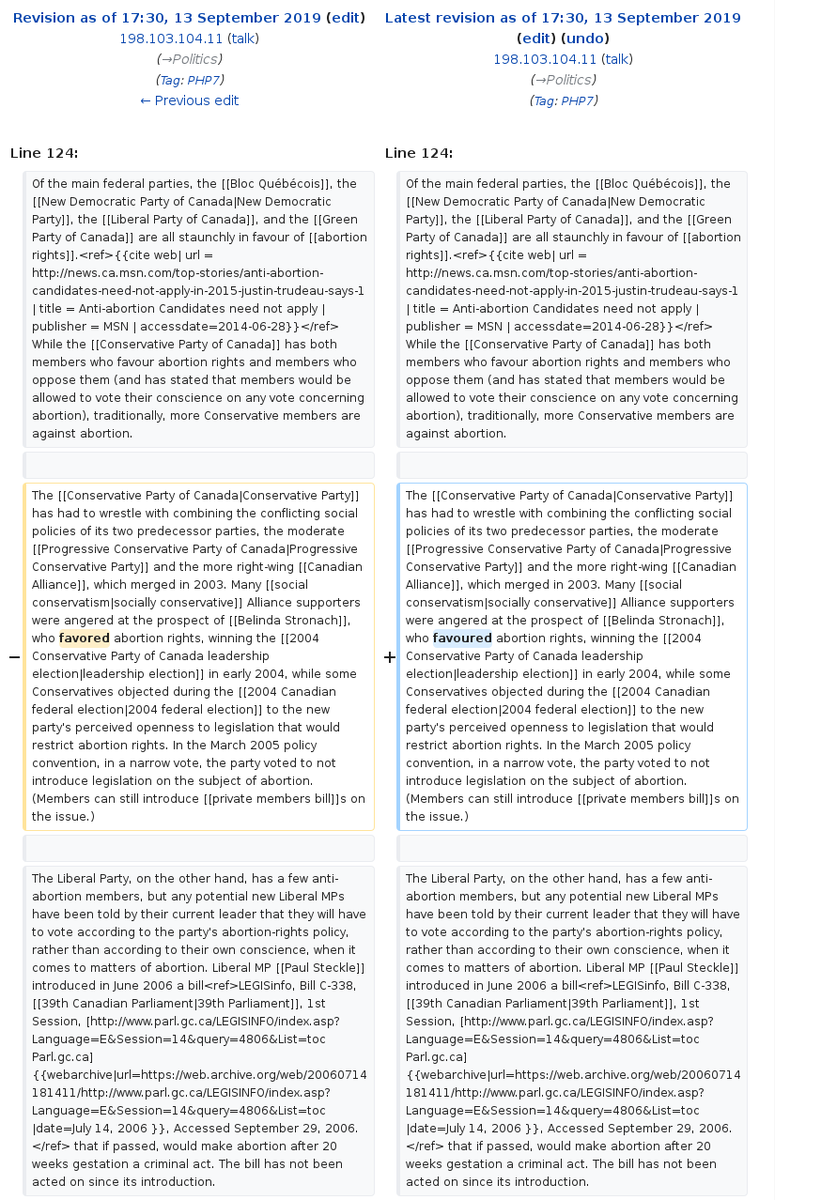 Revision as of 17:30, 13 September 2019 (edit)
198.103.104.11 (talk)
(→Politics)
(Tag: PHP7)
← Previous edit
Latest revision as of 17:30, 13 September 2019
(edit) (undo)
198.103.104.11 (talk)
(→Politics)
(Tag: PHP7)
Line 124:
Line 124:
Of the main federal parties, the [[Bloc Québécois]], the
[[New Democratic Party of Canada|New Democratic
Party]], the [[Liberal Party of Canada]], and the [[Green
Party of Canada]] are all staunchly in favour of [[abortion
rights]].<ref>{{cite web| url =
http://news.ca.msn.com/top-stories/anti-abortion-
candidates-need-not-apply-in-2015-justin-trudeau-says-1
| title = Anti-abortion Candidates need not apply |
publisher = MSN | accessdate=2014-06-28}}</ref>
While the [[Conservative Party of Canada]] has both
members who favour abortion rights and members who
oppose them (and has stated that members would be
allowed to vote their conscience on any vote concerning
abortion), traditionally, more Conservative members are
against abortion.
Of the main federal parties, the [[Bloc Québécois]], the
[[New Democratic Party of Canada|New Democratic
Party]], the [[Liberal Party of Canada]], and the [[Green
Party of Canada]] are all staunchly in favour of [[abortion
rights]].<ref>{{cite web| url =
http://news.ca.msn.com/top-stories/anti-abortion-
candidates-need-not-apply-in-2015-justin-trudeau-says-1
| title = Anti-abortion Candidates need not apply |
publisher = MSN | accessdate=2014-06-28}}</ref>
While the [[Conservative Party of Canada]] has both
members who favour abortion rights and members who
oppose them (and has stated that members would be
allowed to vote their conscience on any vote concerning
abortion), traditionally, more Conservative members are
against abortion.
The [[Conservative Party of Canada|Conservative Party]]
has had to wrestle with combining the conflicting social
policies of its two predecessor parties, the moderate
[[Progressive Conservative Party of Canada|Progressive
Conservative Party]] and the more right-wing [[Canadian
Alliance]], which merged in 2003. Many [[social
conservatism|socially conservative]] Alliance supporters
were angered at the prospect of [[Belinda Stronach]],
who favored abortion rights, winning the [[2004
− Conservative Party of Canada leadership
election|leadership election]] in early 2004, while some
Conservatives objected during the [[2004 Canadian
federal election|2004 federal election]] to the new
party's perceived openness to legislation that would
restrict abortion rights. In the March 2005 policy
convention, in a narrow vote, the party voted to not
introduce legislation on the subject of abortion.
(Members can still introduce [[private members bill]]s on
the issue.)
The [[Conservative Party of Canada|Conservative Party]]
has had to wrestle with combining the conflicting social
policies of its two predecessor parties, the moderate
[[Progressive Conservative Party of Canada|Progressive
Conservative Party]] and the more right-wing [[Canadian
Alliance]], which merged in 2003. Many [[social
conservatism|socially conservative]] Alliance supporters
were angered at the prospect of [[Belinda Stronach]],
who favoured abortion rights, winning the [[2004
+ Conservative Party of Canada leadership
election|leadership election]] in early 2004, while some
Conservatives objected during the [[2004 Canadian
federal election|2004 federal election]] to the new
party's perceived openness to legislation that would
restrict abortion rights. In the March 2005 policy
convention, in a narrow vote, the party voted to not
introduce legislation on the subject of abortion.
(Members can still introduce [[private members bill]]s on
the issue.)
The Liberal Party, on the other hand, has a few anti-
abortion members, but any potential new Liberal MPs
have been told by their current leader that they will have
to vote according to the party's abortion-rights policy,
rather than according to their own conscience, when it
comes to matters of abortion. Liberal MP [[Paul Steckle]]
introduced in June 2006 a bill<ref>LEGISinfo, Bill C-338,
[[39th Canadian Parliament|39th Parliament]], 1st
Session, [http://www.parl.gc.ca/LEGISINFO/index.asp?
Language=E&Session=14&query=4806&List=toc
Parl.gc.ca]
{{webarchive|url=https://web.archive.org/web/20060714
181411/http://www.parl.gc.ca/LEGISINFO/index.asp?
Language=E&Session=14&query=4806&List=toc
|date=July 14, 2006 }}, Accessed September 29, 2006.
</ref> that if passed, would make abortion after 20
weeks gestation a criminal act. The bill has not been
acted on since its introduction.
The Liberal Party, on the other hand, has a few anti-
abortion members, but any potential new Liberal MPs
have been told by their current leader that they will have
to vote according to the party's abortion-rights policy,
rather than according to their own conscience, when it
comes to matters of abortion. Liberal MP [[Paul Steckle]]
introduced in June 2006 a bill<ref>LEGISinfo, Bill C-338,
[[39th Canadian Parliament|39th Parliament]], 1st
Session, [http://www.parl.gc.ca/LEGISINFO/index.asp?
Language=E&Session=14&query=4806&List=toc
Parl.gc.ca]
{{webarchive|url=https://web.archive.org/web/20060714
181411/http://www.parl.gc.ca/LEGISINFO/index.asp?
Language=E&Session=14&query=4806&List=toc
|date=July 14, 2006 }}, Accessed September 29, 2006.
</ref> that if passed, would make abortion after 20
weeks gestation a criminal act. The bill has not been
acted on since its introduction.